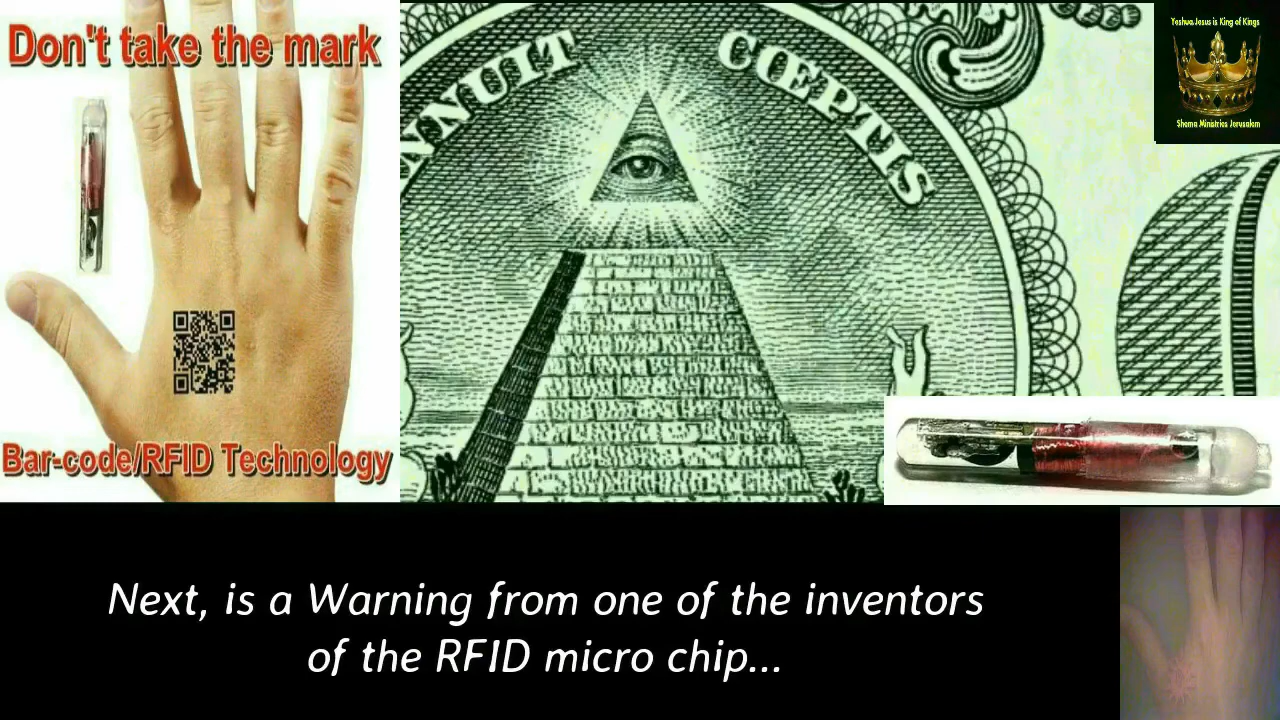 Don't take the mark
NNUIT
CŒPTIS
Yeshua Jesus is King of Kings
Shema Ministries Jerusalem
Bar-code/RFID Technology
Next, is a Warning from one of the inventors
of the RFID micro chip...